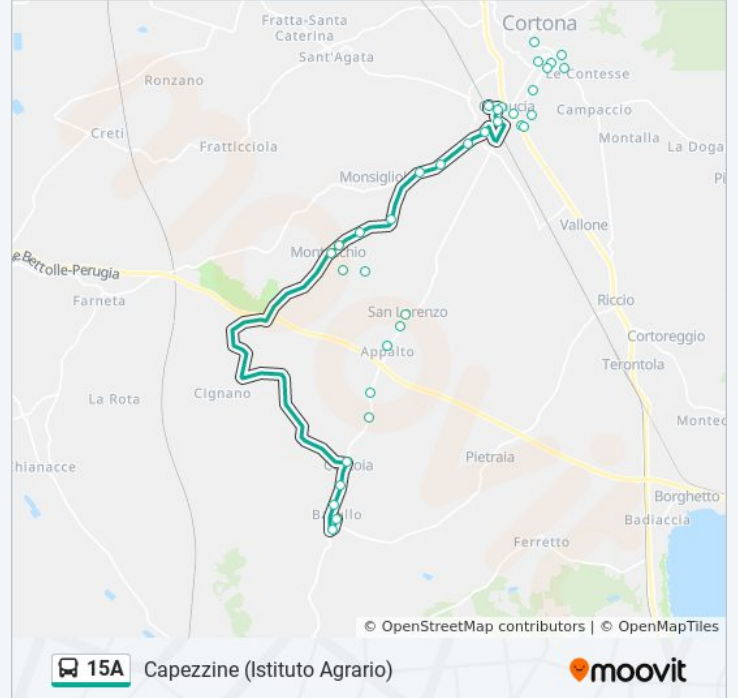 Fratta-Santa
Caterina
Cortona
Sant'Agata
Le Contesse
Ronzano
Campaccio
Creti
Fratticciola
Montalla
La Doga
Monsigliolo
Vallone
Bertolle-Perugia
Farneta
Riccio
San Lorenzo
Cortoreggio
Appalto
Terontola
Cignano
La Rota
Pietraia
Borghetto
Badiaccia
Ferretto
© OpenStreetMap contributors | © OpenMapTiles
15A Capezzine (Istituto Agrario)
moovit